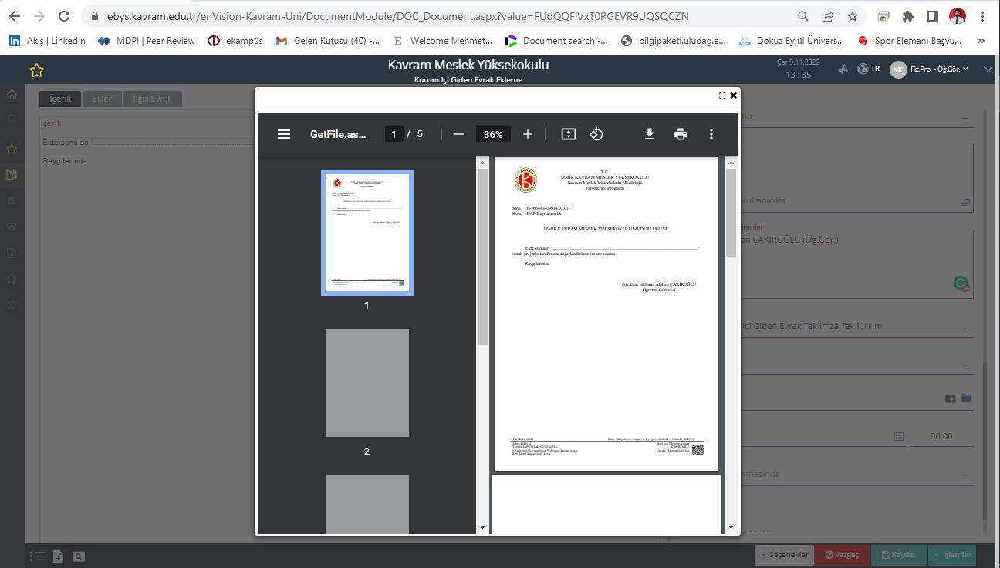 ebys.kavram.edu.tr/enVision-Kavram-Uni/DocumentModule/DOC_Document.aspx?value=FUdQQFlVxT0RGEVR9UQSQCZN
Akış | LinkedIn
MDPI | Peer Review
ekampüs
Gelen Kutusu (40) -...
Welcome Mehmet...
Document search -...
bilgipaketi.uludag.e...
Dokuz Eylül Univers...
Spor Elemanı Başvu...
»
Kavram Meslek Yüksekokulu
Kurum İçi Giden Evrak Ekleme
Çar 9.11.2022
13 : 35
TR
MÇ
Fiz.Pro. - Öğ.Gör.
İçerik
Ekler
İlgili Evrak
İçerik
Ekte sunulan "
Saygılarımla
GetFile.as...
1 / 5
36%
1
2
T.C.
İZMİR KAVRAM MESLEK YÜKSEKOKULU
Kavram Meslek Yüksekokulu Müdürlüğü
Fizyoterapi Programı
Sayı : E-76644341-604.01.01-
Konu : BAP Başvurusu hk.
İZMİR KAVRAM MESLEK YÜKSEKOKULU MÜDÜRLÜĞÜNE
Ekte sunulan "..."
isimli projenin tarafınızca değerlendirilmesini arz ederim.
Saygılarımla
Öğr.Gör. Mehmet Alphan ÇAKIROĞLU
Öğretim Görevlisi
Kullanıcılar
anıcılar
an ÇAKIROĞLU (Öğ.Gör.)
İçi Giden Evrak Tek İmza Tek Kırılım
00:00
amasında
Seçenekler
Vazgeç
Kaydet
İşlemler